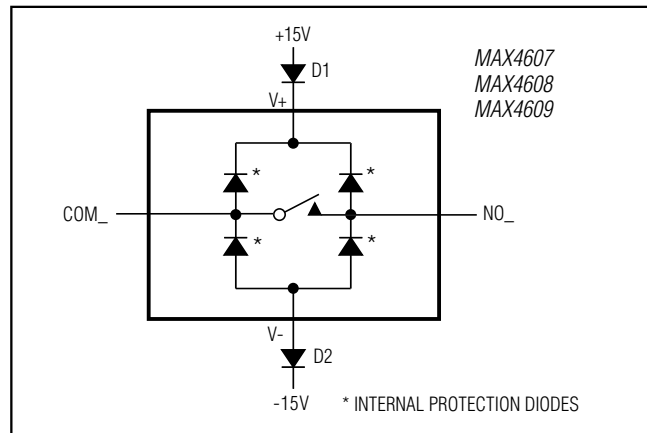 +15V
D1
MAX4607
MAX4608
MAX4609
V+
*
*
COM_
NO_
*
*
V-
D2
-15V
* INTERNAL PROTECTION DIODES